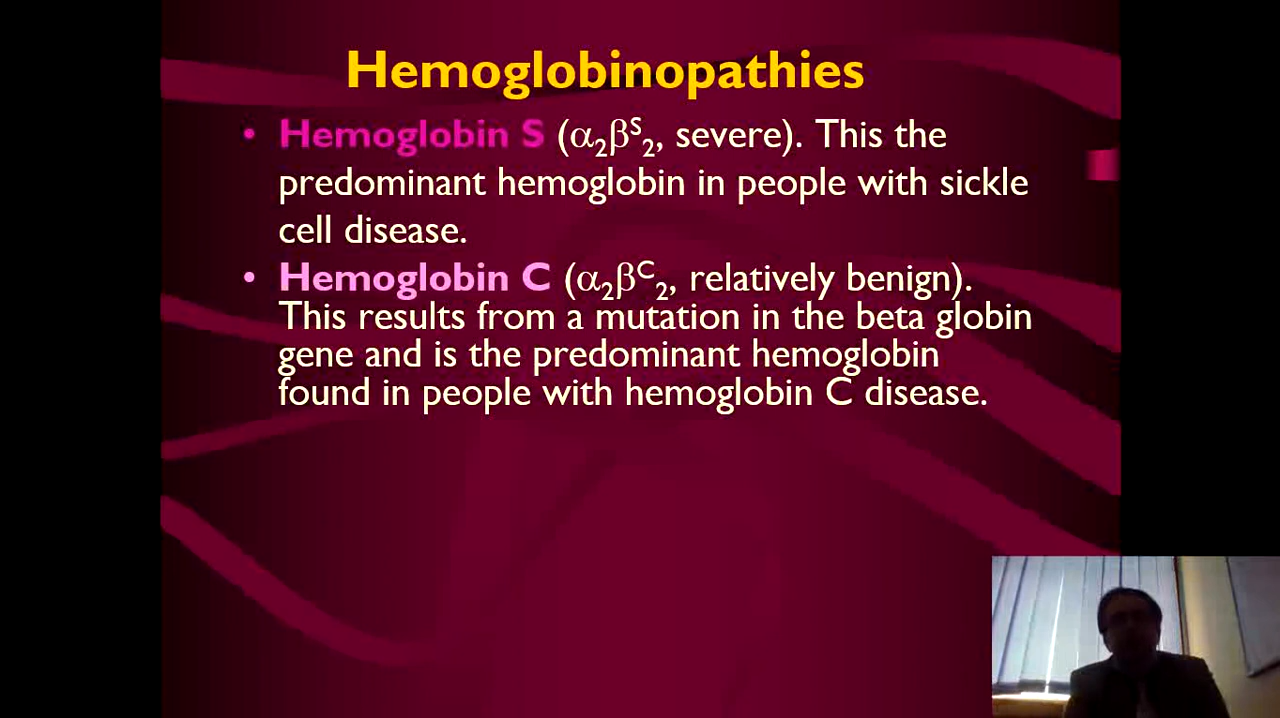 Hemoglobinopathies
• Hemoglobin S (α₂βˢ₂, severe). This the
predominant hemoglobin in people with sickle
cell disease.
• Hemoglobin C (α₂βᶜ₂, relatively benign).
This results from a mutation in the beta globin
gene and is the predominant hemoglobin
found in people with hemoglobin C disease.